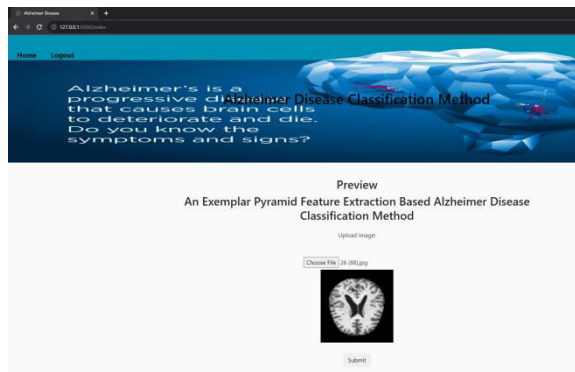 Alzheimer Disease
127.0.0.1:5000/index
Home Logout
Alzheimer's is a
progressive disease
that causes brain cells
to deteriorate and die.
Do you know the
symptoms and signs?
Alzheimer Disease Classification Method
Preview
An Exemplar Pyramid Feature Extraction Based Alzheimer Disease
Classification Method
Upload Image:
Choose File 26 (88).jpg
Submit